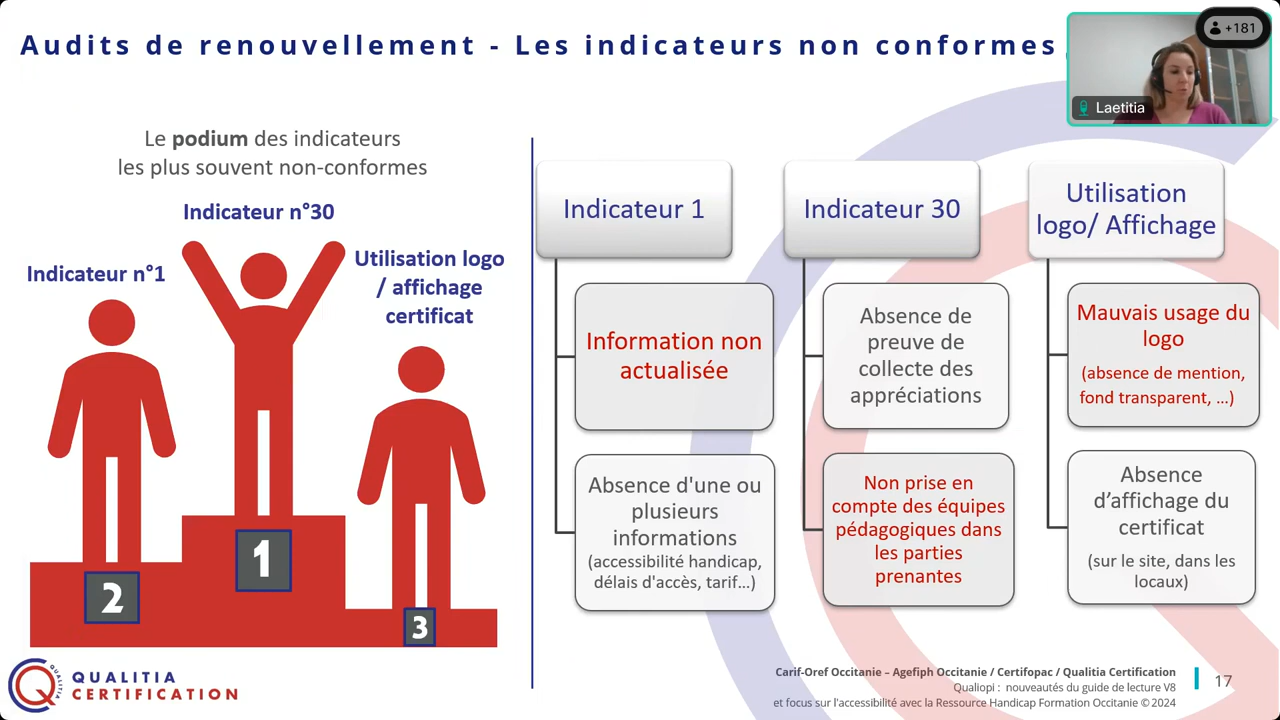 Audits de renouvellement - Les indicateurs non conformes
+181
Laetitia
Le podium des indicateurs
les plus souvent non-conformes
Indicateur n°30
Indicateur n°1
Utilisation logo
/ affichage
certificat
1
2
3
Indicateur 1
Information non
actualisée
Absence d'une ou
plusieurs
informations
(accessibilité handicap,
délais d'accès, tarif...)
Indicateur 30
Absence de
preuve de
collecte des
appréciations
Non prise en
compte des équipes
pédagogiques dans
les parties
prenantes
Utilisation
logo/ Affichage
Mauvais usage du
logo
(absence de mention,
fond transparent, ...)
Absence
d’affichage du
certificat
(sur le site, dans les
locaux)
QUALITIA
QUALITIA
CERTIFICATION
Carif-Oref Occitanie – Agefiph Occitanie / Certifopac / Qualitia Certification
Qualiopi : nouveautés du guide de lecture V8
et focus sur l'accessibilité avec la Ressource Handicap Formation Occitanie © 2024
17